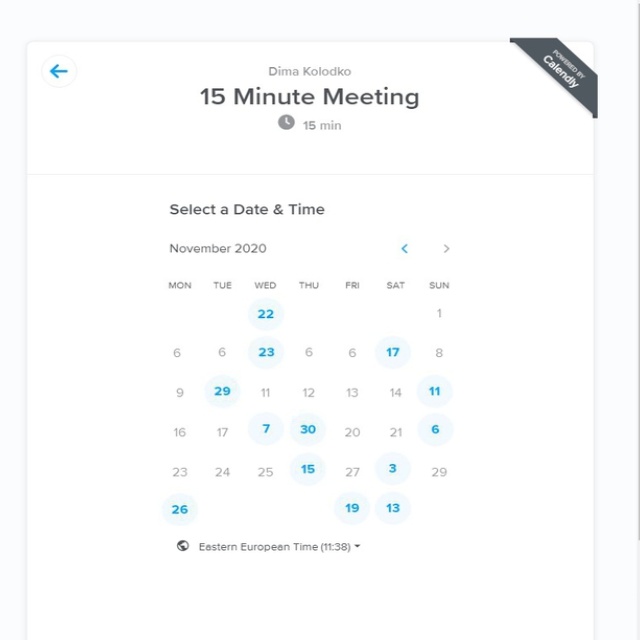 Dima Kolodko
15 Minute Meeting
15 min
POWERED BY
Calendly
Select a Date & Time
November 2020
MON TUE WED THU FRI SAT SUN
22 1
6 6 23 6 6 17 8
9 29 11 12 13 14 11
16 17 7 30 20 21 6
23 24 25 15 27 3 29
26 19 13
Eastern European Time (11:38)